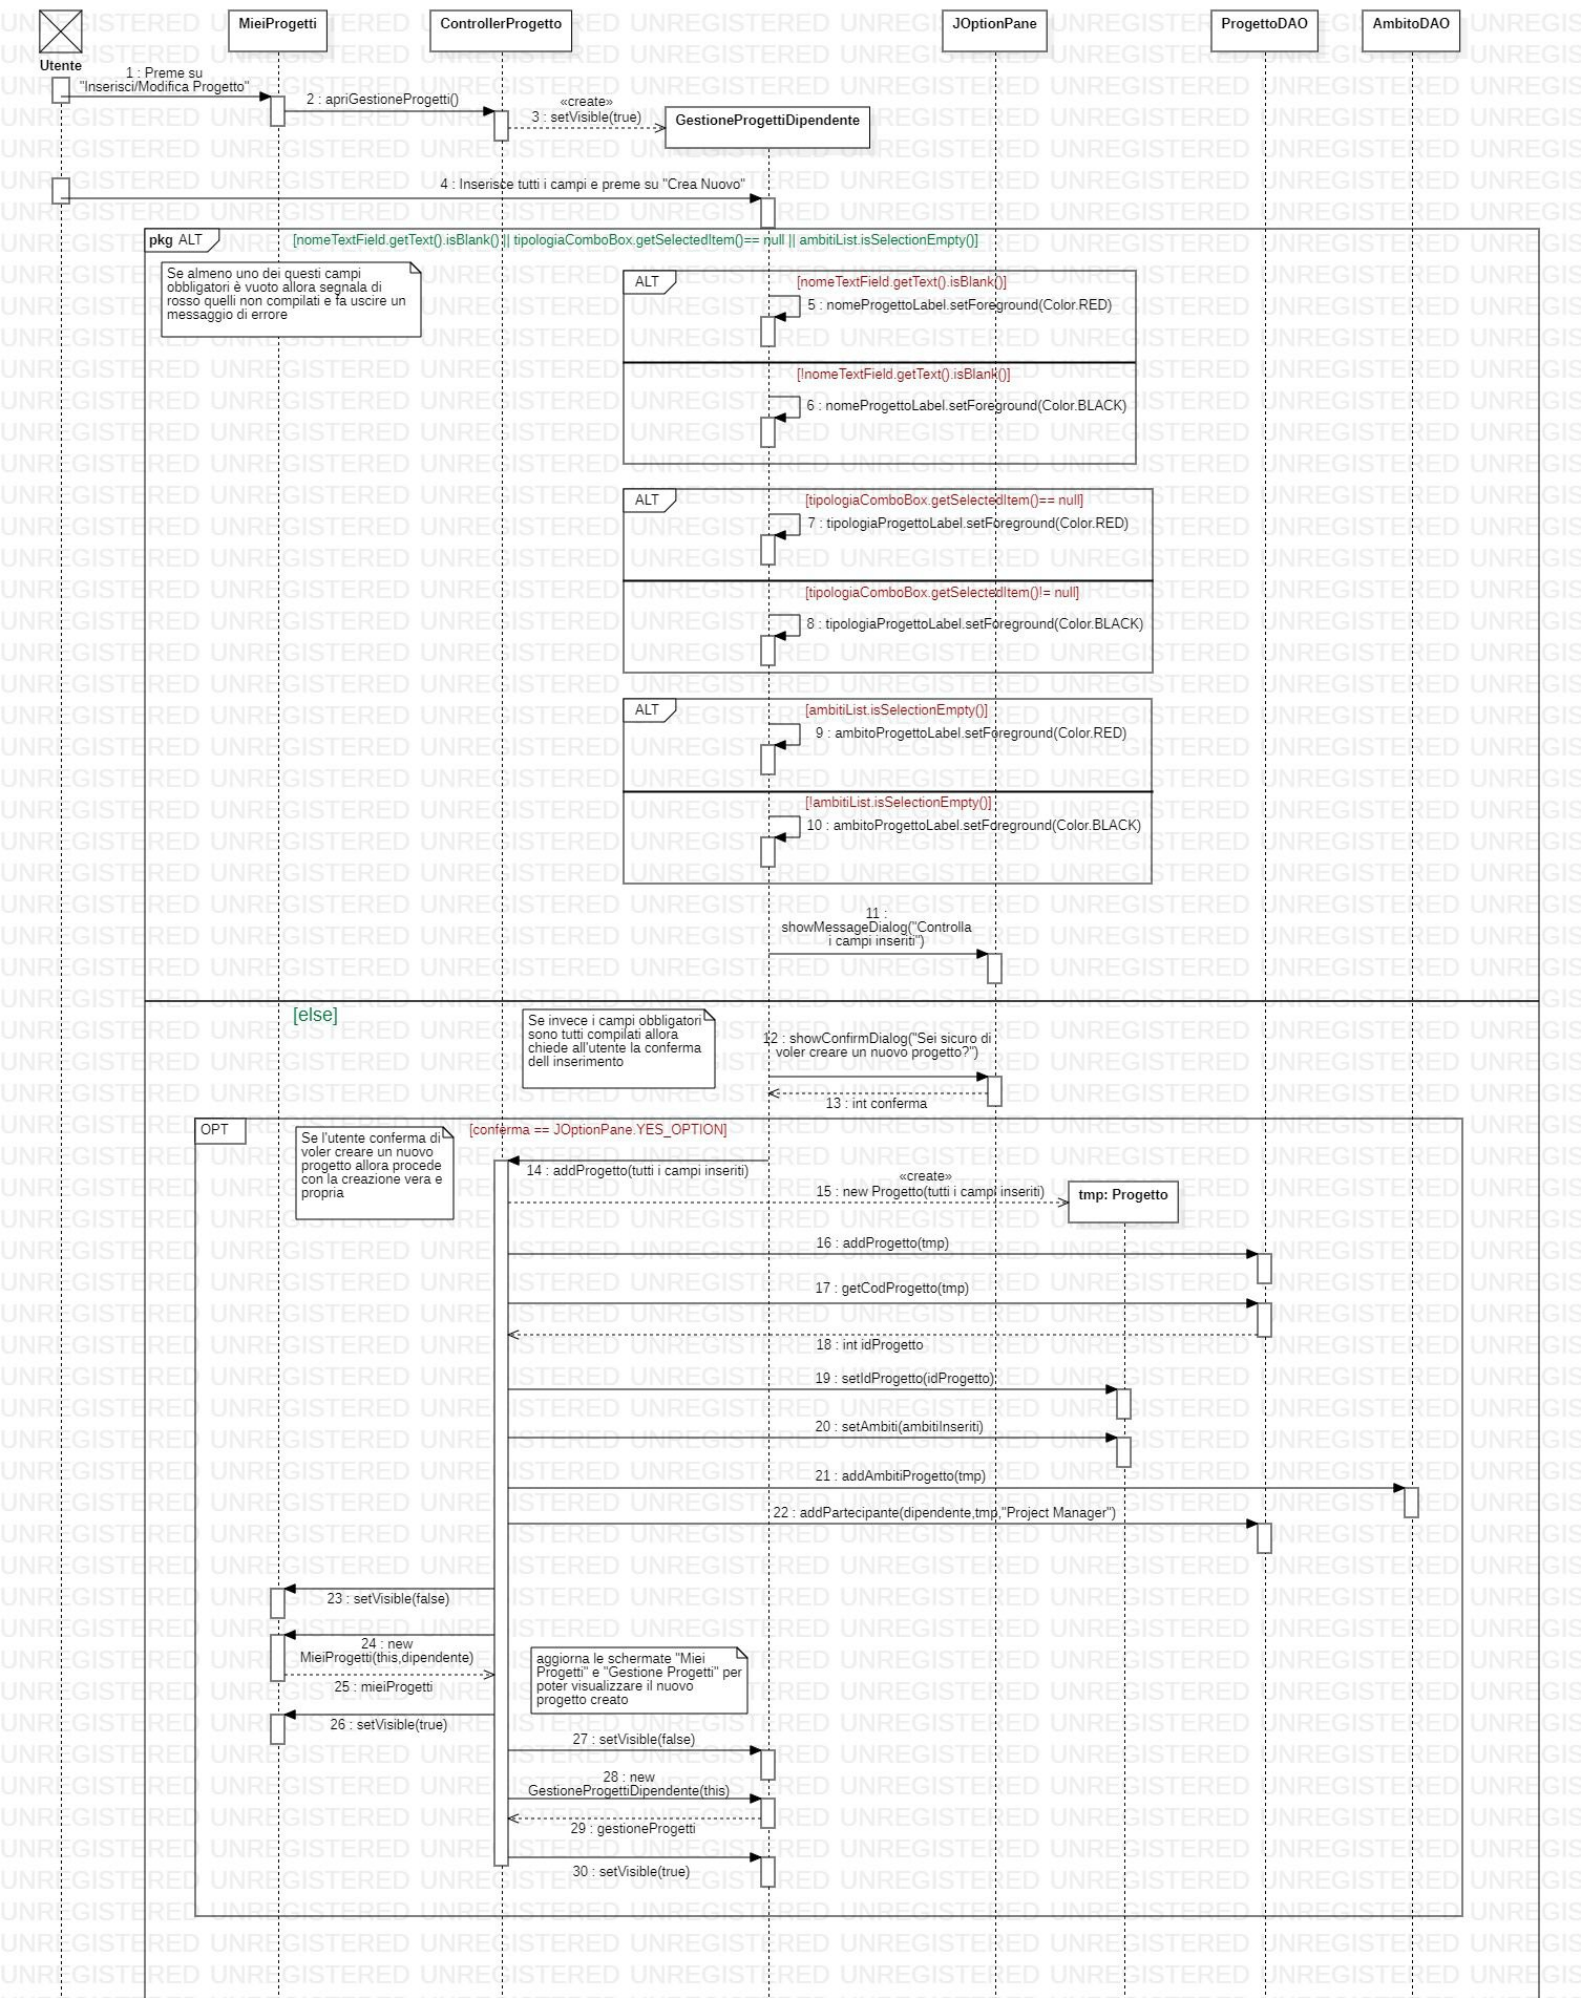 MieiProgetti
ControllerProgetto
JOptionPane
ProgettoDAO
AmbitoDAO
Utente
1 : Preme su
"Inserisci/Modifica Progetto"
2 : apriGestioneProgetti()
«create»
3 : setVisible(true)
GestioneProgettiDipendente
4 : Inserisce tutti i campi e preme su "Crea Nuovo"
pkg ALT
[nomeTextField.getText().isBlank() || tipologiaComboBox.getSelectedItem()== null || ambitiList.isSelectionEmpty()]
Se almeno uno dei questi campi
obbligatori è vuoto allora segnala di
rosso quelli non compilati e fa uscire un
messaggio di errore
ALT
[nomeTextField.getText().isBlank()]
5 : nomeProgettoLabel.setForeground(Color.RED)
[!nomeTextField.getText().isBlank()]
6 : nomeProgettoLabel.setForeground(Color.BLACK)
ALT
[tipologiaComboBox.getSelectedItem()== null]
7 : tipologiaProgettoLabel.setForeground(Color.RED)
[tipologiaComboBox.getSelectedItem()!= null]
8 : tipologiaProgettoLabel.setForeground(Color.BLACK)
ALT
[ambitiList.isSelectionEmpty()]
9 : ambitoProgettoLabel.setForeground(Color.RED)
[!ambitiList.isSelectionEmpty()]
10 : ambitoProgettoLabel.setForeground(Color.BLACK)
11 :
showMessageDialog("Controlla
i campi inseriti")
[else]
Se invece i campi obbligatori
sono tutti compilati allora
chiede all'utente la conferma
dell inserimento
12 : showConfirmDialog("Sei sicuro di
voler creare un nuovo progetto?")
13 : int conferma
OPT
[conferma == JOptionPane.YES_OPTION]
Se l'utente conferma di
voler creare un nuovo
progetto allora procede
con la creazione vera e
propria
14 : addProgetto(tutti i campi inseriti)
«create»
15 : new Progetto(tutti i campi inseriti)
tmp: Progetto
16 : addProgetto(tmp)
17 : getCodProgetto(tmp)
18 : int idProgetto
19 : setIdProgetto(idProgetto)
20 : setAmbiti(ambitiInseriti)
21 : addAmbitiProgetto(tmp)
22 : addPartecipante(dipendente,tmp,"Project Manager")
23 : setVisible(false)
24 : new
MieiProgetti(this,dipendente)
25 : mieiProgetti
aggiorna le schermate "Miei
Progetti" e "Gestione Progetti" per
poter visualizzare il nuovo
progetto creato
26 : setVisible(true)
27 : setVisible(false)
28 : new
GestioneProgettiDipendente(this)
29 : gestioneProgetti
30 : setVisible(true)
UNREGISTERED